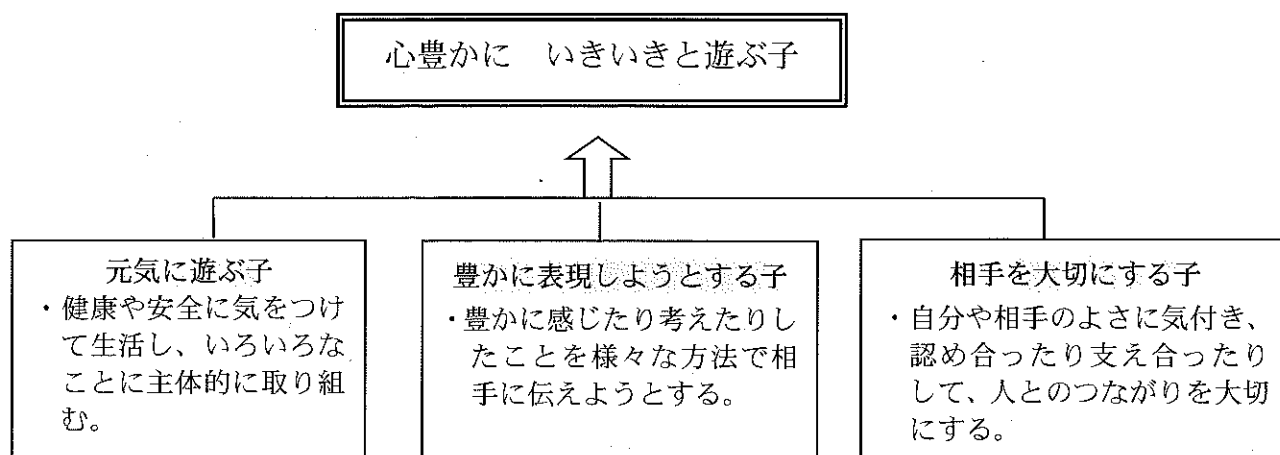 心豊かに　いきいきと遊ぶ子
元気に遊ぶ子
・健康や安全に気をつけ
て生活し、いろいろな
ことに主体的に取り組
む。
豊かに表現しようとする子
・豊かに感じたり考えたりし
たことを様々な方法で相
手に伝えようとする。
相手を大切にする子
・自分や相手のよさに気付き、
認め合ったり支え合ったり
して、人とのつながりを大切
にする。